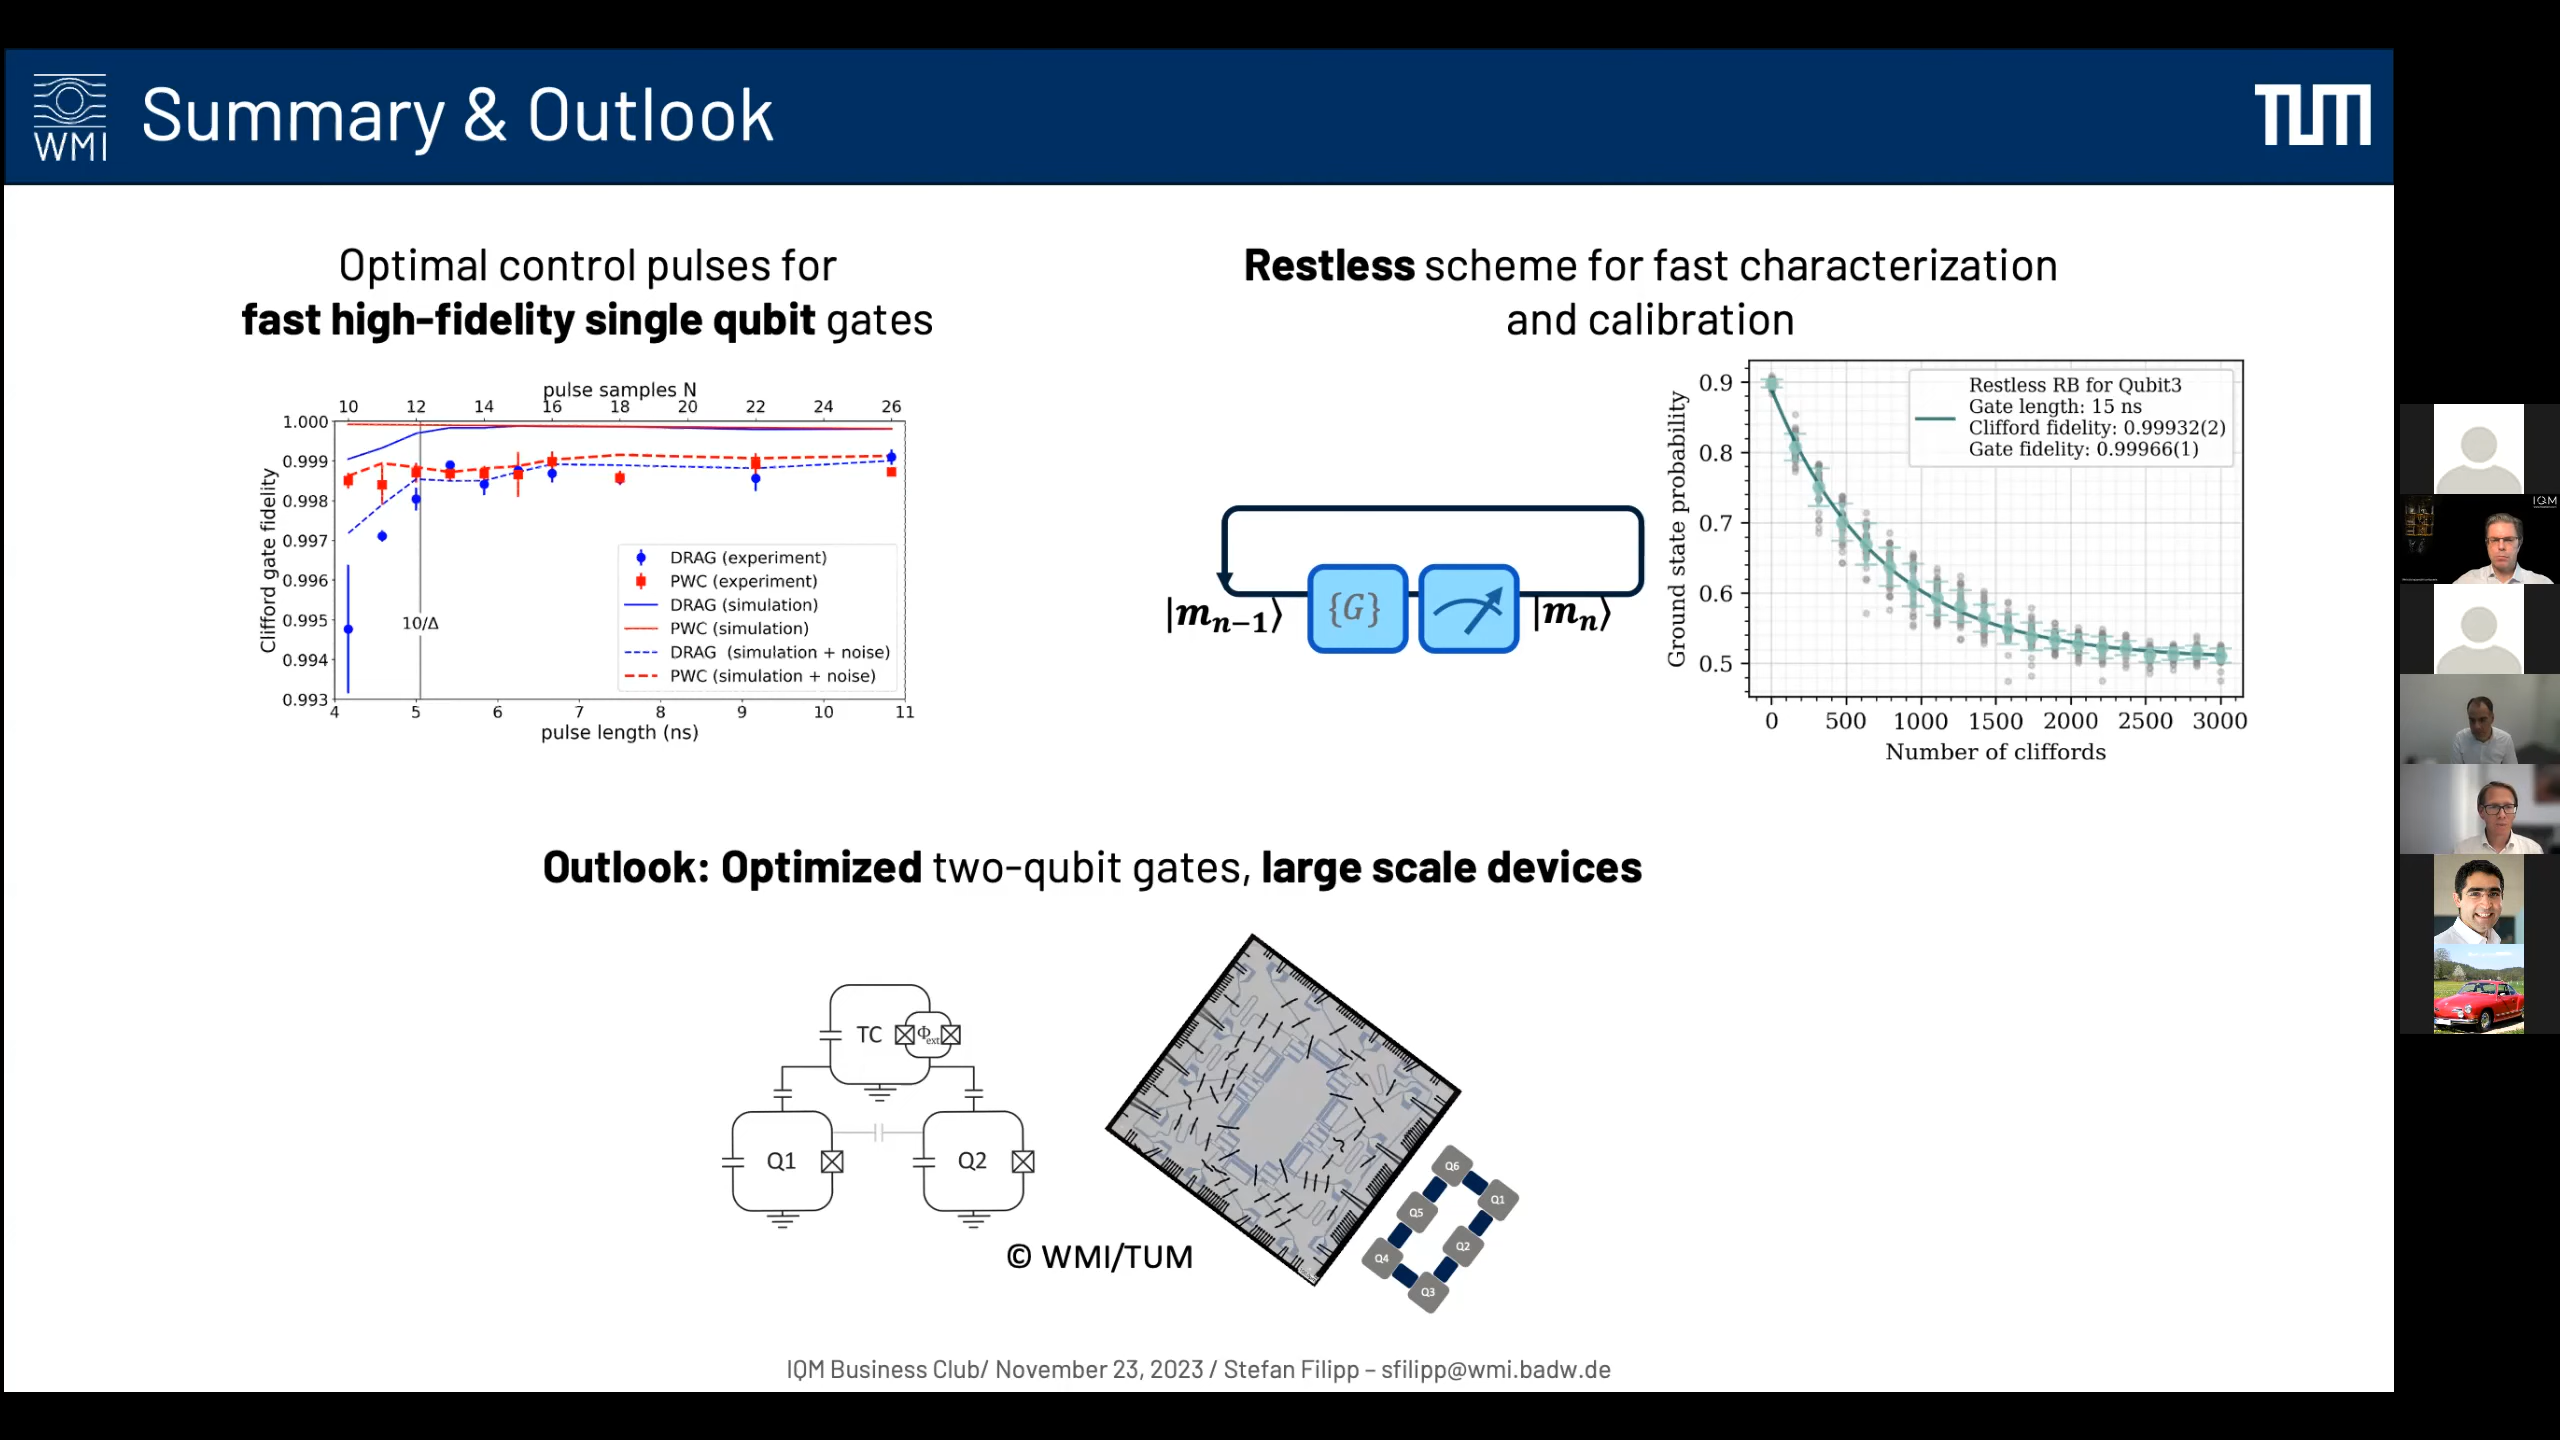 WMI
Summary & Outlook
TUM
Optimal control pulses for
fast high-fidelity single qubit gates
pulse samples N
10 12 14 16 18 20 22 24 26
1.000
0.999
0.998
0.997
0.996
0.995
0.994
0.993
Clifford gate fidelity
10/Δ
DRAG (experiment)
PWC (experiment)
DRAG (simulation)
PWC (simulation)
DRAG (simulation + noise)
PWC (simulation + noise)
4 5 6 7 8 9 10 11
pulse length (ns)
Restless scheme for fast characterization
and calibration
|m_{n-1}⟩ {G} |m_n⟩
Ground state probability
0.9
0.8
0.7
0.6
0.5
Restless RB for Qubit3
Gate length: 15 ns
Clifford fidelity: 0.99932(2)
Gate fidelity: 0.99966(1)
0 500 1000 1500 2000 2500 3000
Number of cliffords
Outlook: Optimized two-qubit gates, large scale devices
TC Φext
Q1 Q2
Q6
Q1
Q5
Q2
Q4
Q3
© WMI/TUM
IQM Business Club/ November 23, 2023 / Stefan Filipp – sfilipp@wmi.badw.de
IQM